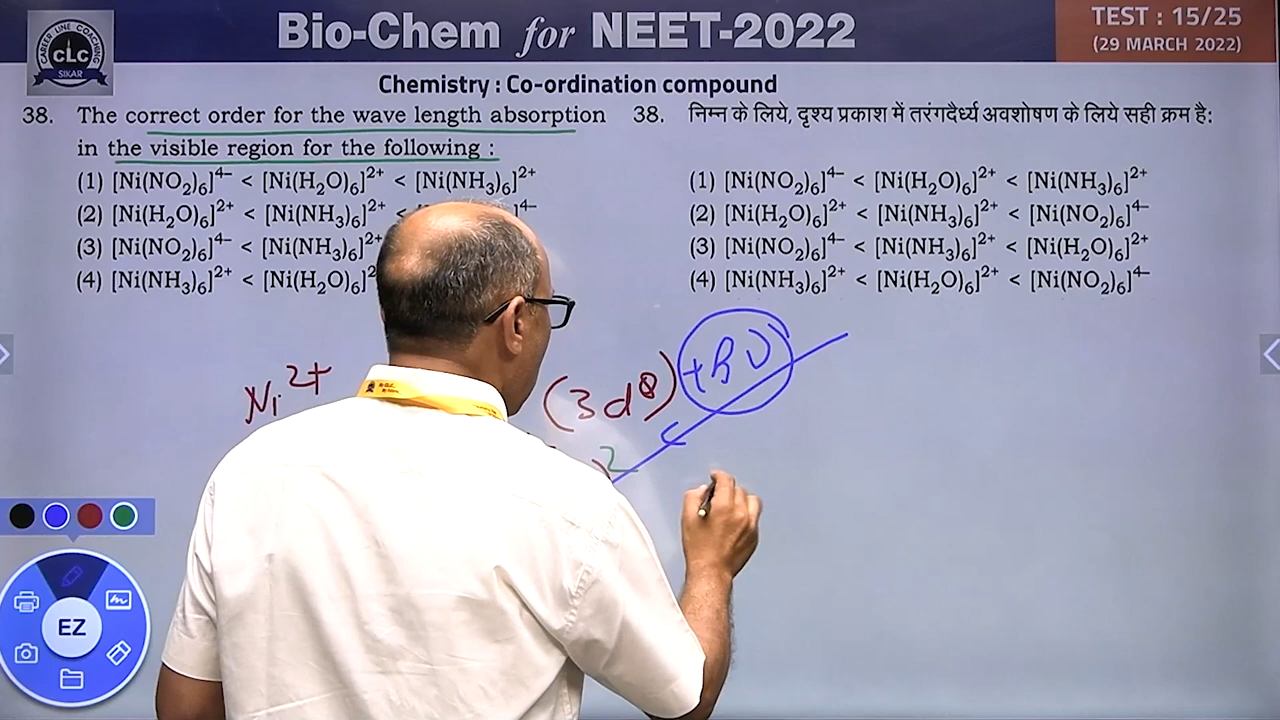 Bio-Chem for NEET-2022
TEST : 15/25
(29 MARCH 2022)
CAREER LINE COACHING
CLC
SIKAR
Chemistry : Co-ordination compound
38. The correct order for the wave length absorption
in the visible region for the following :
(1) [Ni(NO₂)₆]⁴⁻ < [Ni(H₂O)₆]²⁺ < [Ni(NH₃)₆]²⁺
(2) [Ni(H₂O)₆]²⁺ < [Ni(NH₃)₆]²⁺ < ]⁴⁻
(3) [Ni(NO₂)₆]⁴⁻ < [Ni(NH₃)₆]²⁺
(4) [Ni(NH₃)₆]²⁺ < [Ni(H₂O)₆]²
38. निम्न के लिये, दृश्य प्रकाश में तरंगदैर्ध्य अवशोषण के लिये सही क्रम है:
(1) [Ni(NO₂)₆]⁴⁻ < [Ni(H₂O)₆]²⁺ < [Ni(NH₃)₆]²⁺
(2) [Ni(H₂O)₆]²⁺ < [Ni(NH₃)₆]²⁺ < [Ni(NO₂)₆]⁴⁻
(3) [Ni(NO₂)₆]⁴⁻ < [Ni(NH₃)₆]²⁺ < [Ni(H₂O)₆]²⁺
(4) [Ni(NH₃)₆]²⁺ < [Ni(H₂O)₆]²⁺ < [Ni(NO₂)₆]⁴⁻
Ni²⁺
(3d⁸)
2
EZ